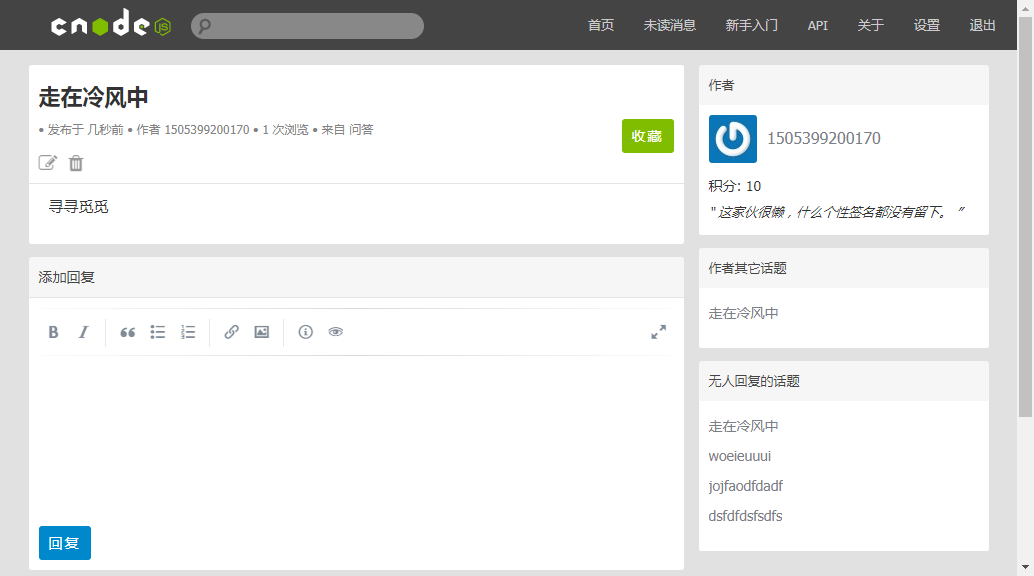 cnode JS
首页 未读消息 新手入门 API 关于 设置 退出
走在冷风中
• 发布于 几秒前 • 作者 1505399200170 • 1 次浏览 • 来自 问答
收藏
寻寻觅觅
添加回复
B I
回复
作者
1505399200170
积分: 10
" 这家伙很懒，什么个性签名都没有留下。 ”
作者其它话题
走在冷风中
无人回复的话题
走在冷风中
woeieuuui
jojfaodfdadf
dsfdfdsfsdfs